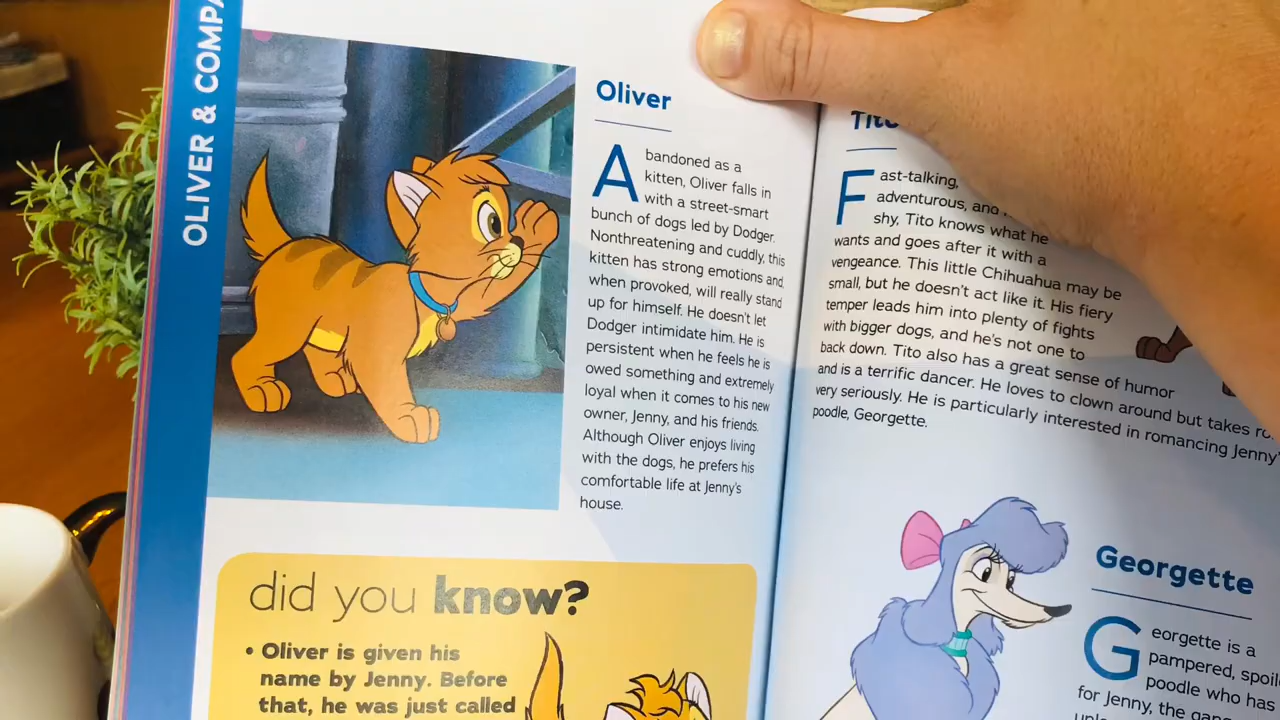 OLIVER & COMPA
Oliver
Abandoned as a
kitten, Oliver falls in
with a street-smart
bunch of dogs led by Dodger.
Nonthreatening and cuddly, this
kitten has strong emotions and,
when provoked, will really stand
up for himself. He doesn't let
Dodger intimidate him. He is
persistent when he feels he is
owed something and extremely
loyal when it comes to his new
owner, Jenny, and his friends.
Although Oliver enjoys living
with the dogs, he prefers his
comfortable life at Jenny's
house.
did you know?
• Oliver is given his
name by Jenny. Before
that, he was just called
Tito
Fast-talking,
adventurous, and
shy, Tito knows what he
wants and goes after it with a
vengeance. This little Chihuahua may be
small, but he doesn't act like it. His fiery
temper leads him into plenty of fights
with bigger dogs, and he's not one to
back down. Tito also has a great sense of humor
and is a terrific dancer. He loves to clown around but takes ro
very seriously. He is particularly interested in romancing Jenny'
poodle, Georgette.
Georgette
Georgette is a
pampered, spoil
poodle who has
for Jenny, the gang